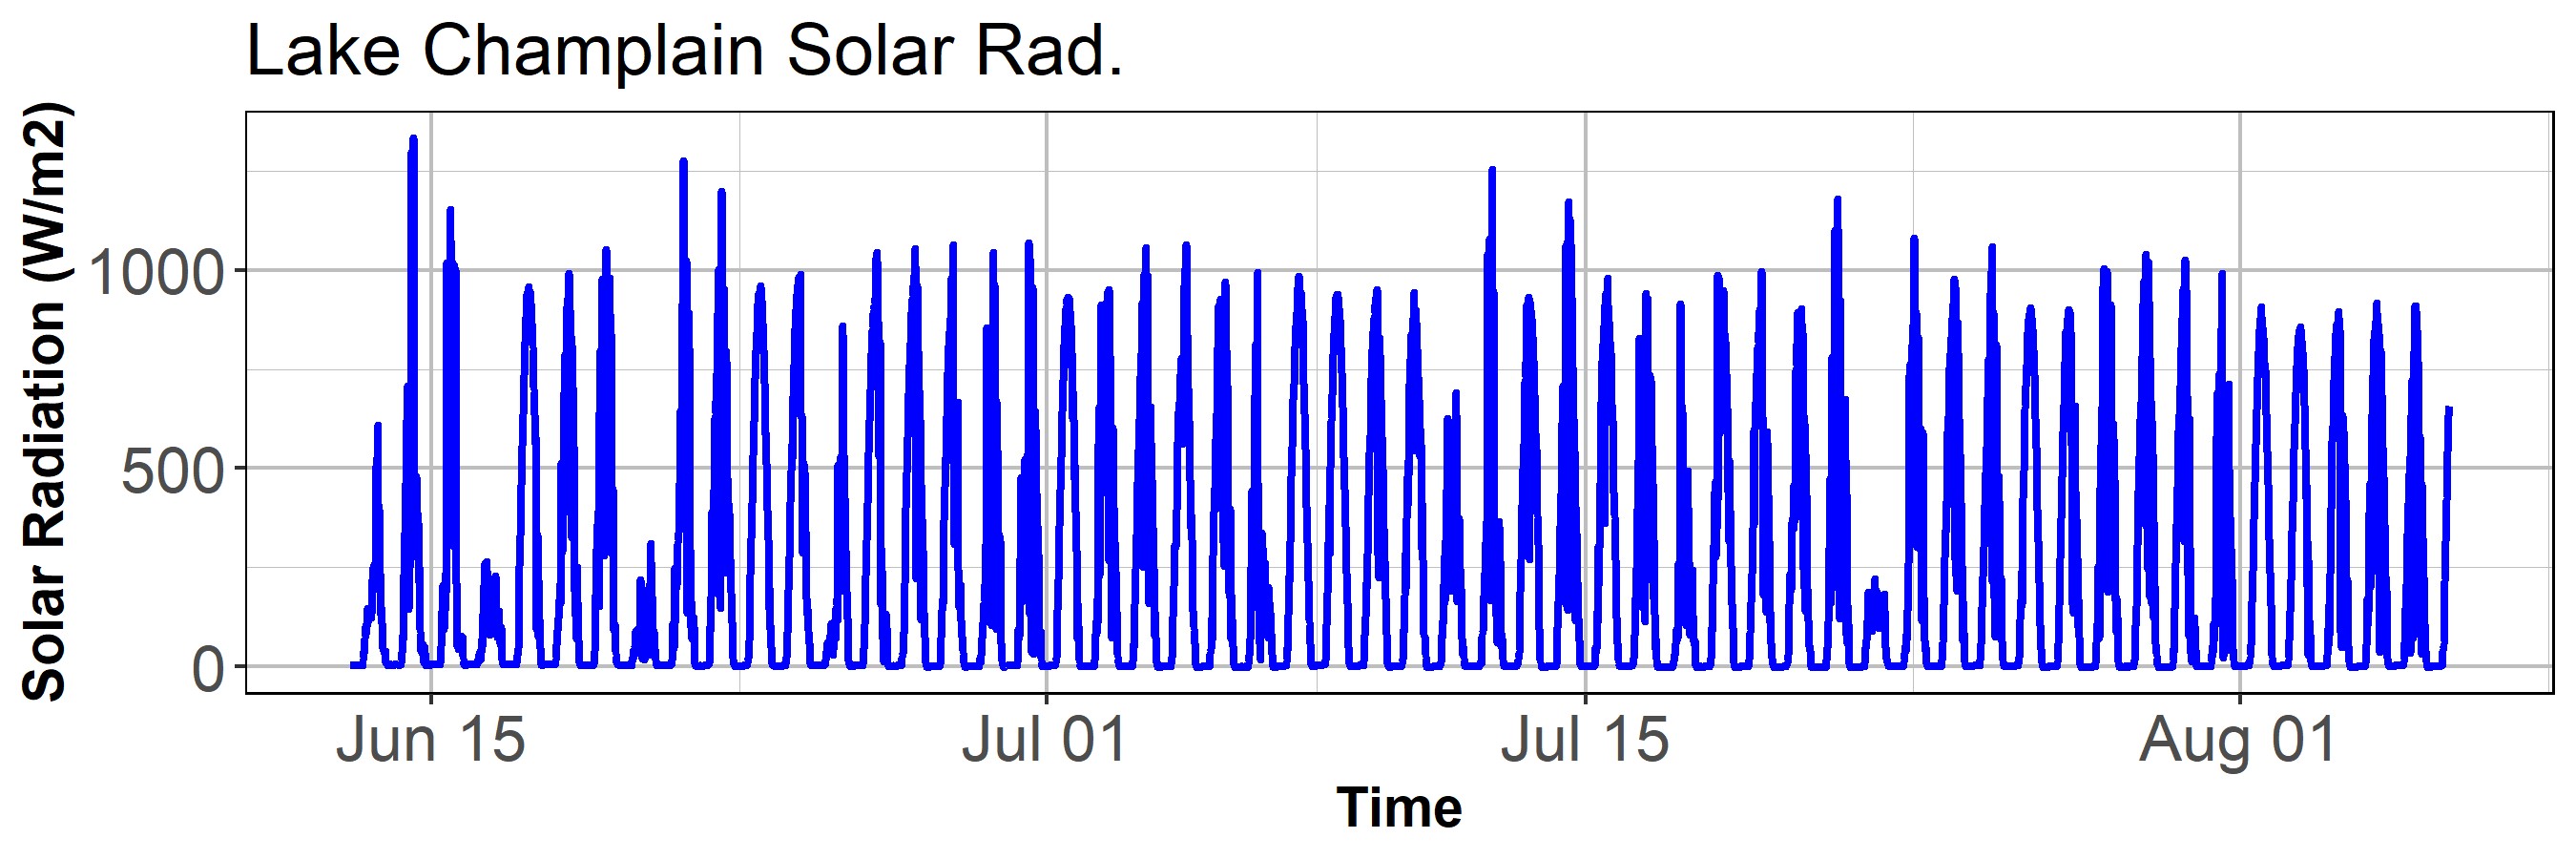 Lake Champlain Solar Rad.
Solar Radiation (W/m2)
1000
500
0
Jun 15
Jul 01
Jul 15
Aug 01
Time